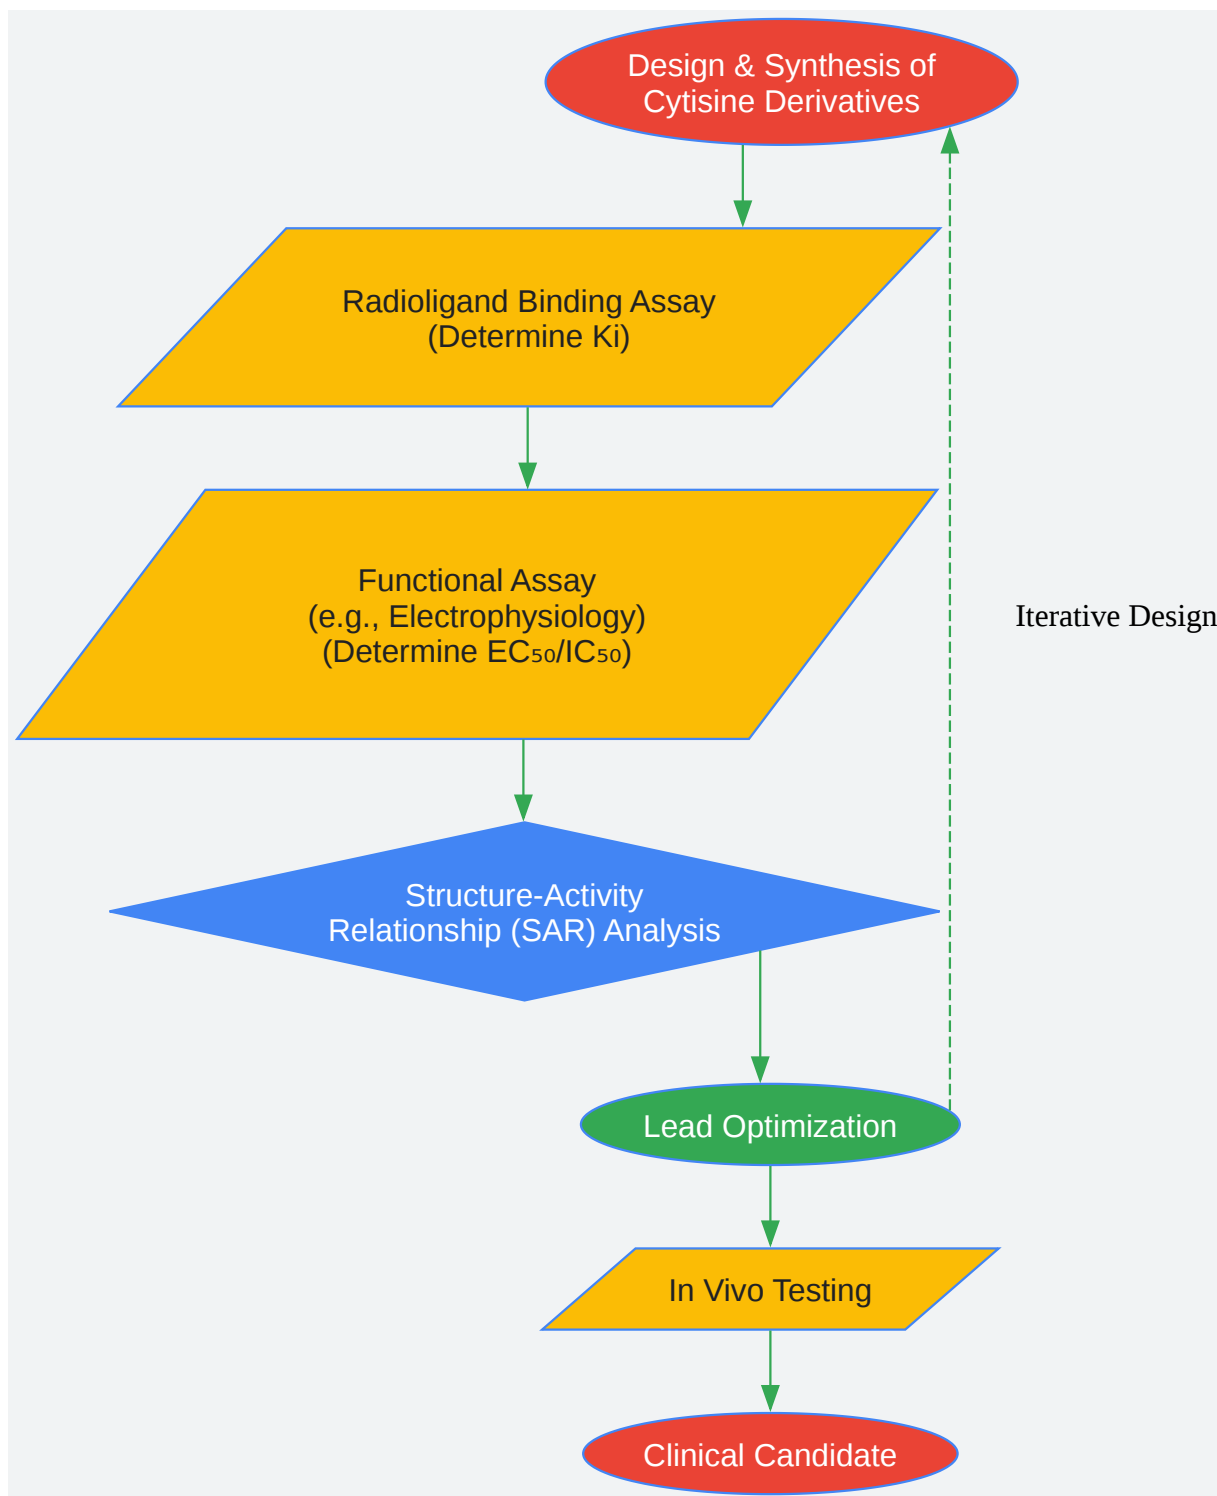 Design & Synthesis of
Cytisine Derivatives
Radioligand Binding Assay
(Determine Ki)
Functional Assay
(e.g., Electrophysiology)
(Determine EC₅₀/IC₅₀)
Iterative Design
Structure-Activity
Relationship (SAR) Analysis
Lead Optimization
In Vivo Testing
Clinical Candidate